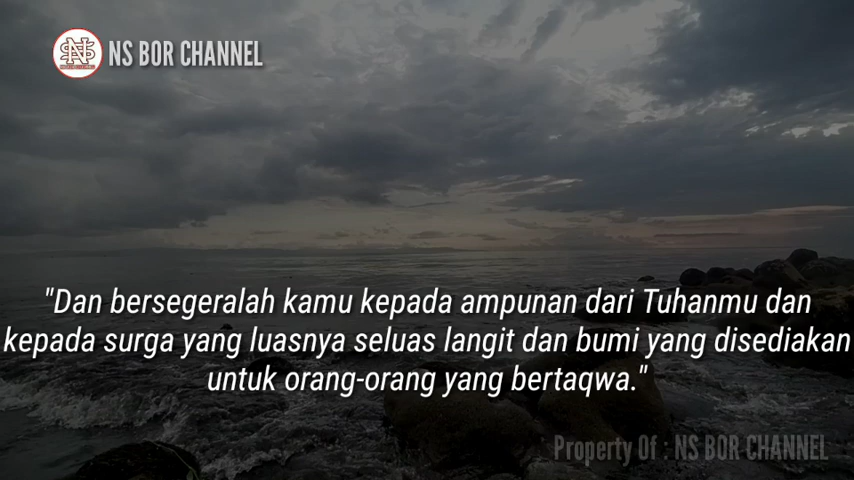 NS BOR CHANNEL
"Dan bersegeralah kamu kepada ampunan dari Tuhanmu dan
kepada surga yang luasnya seluas langit dan bumi yang disediakan
untuk orang-orang yang bertaqwa."
Property Of : NS BOR CHANNEL